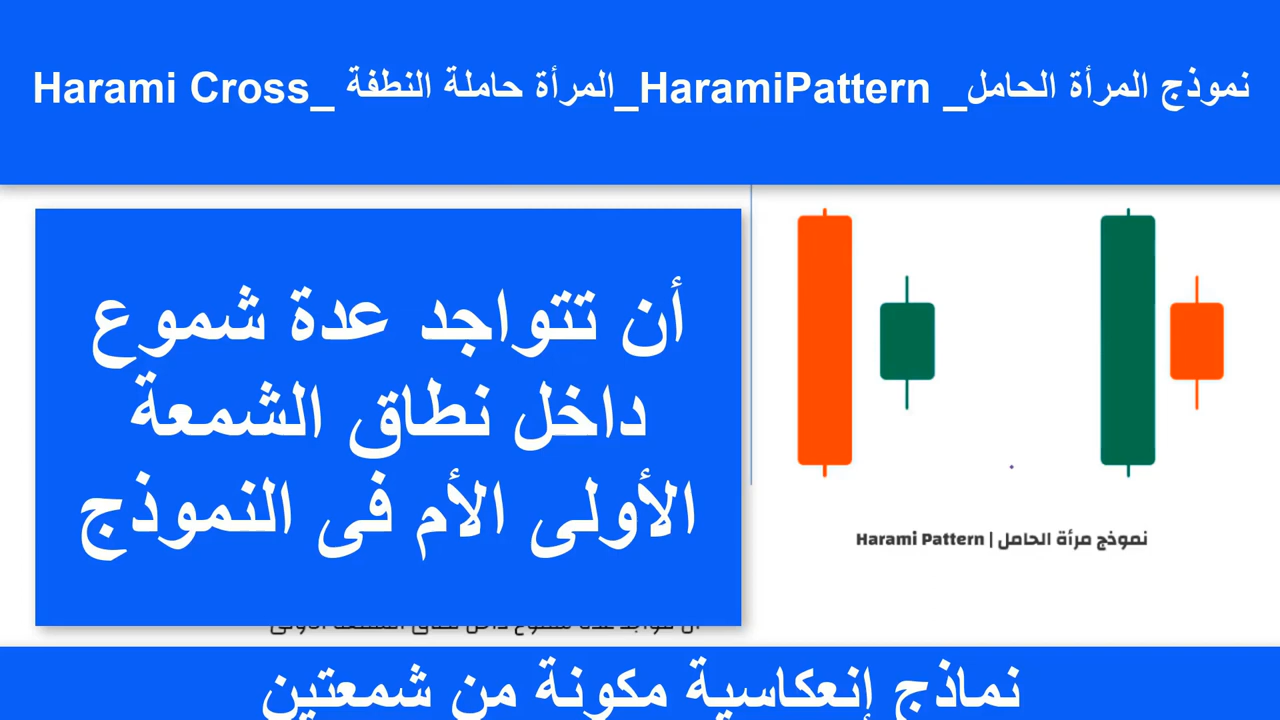 نموذج المرأة الحامل_ HaramiPattern_المرأة حاملة النطفة _Harami Cross
أن تتواجد عدة شموع
داخل نطاق الشمعة
الأولى الأم فى النموذج
نموذج مرأة الحامل | Harami Pattern
نماذج إنعكاسية مكونة من شمعتين